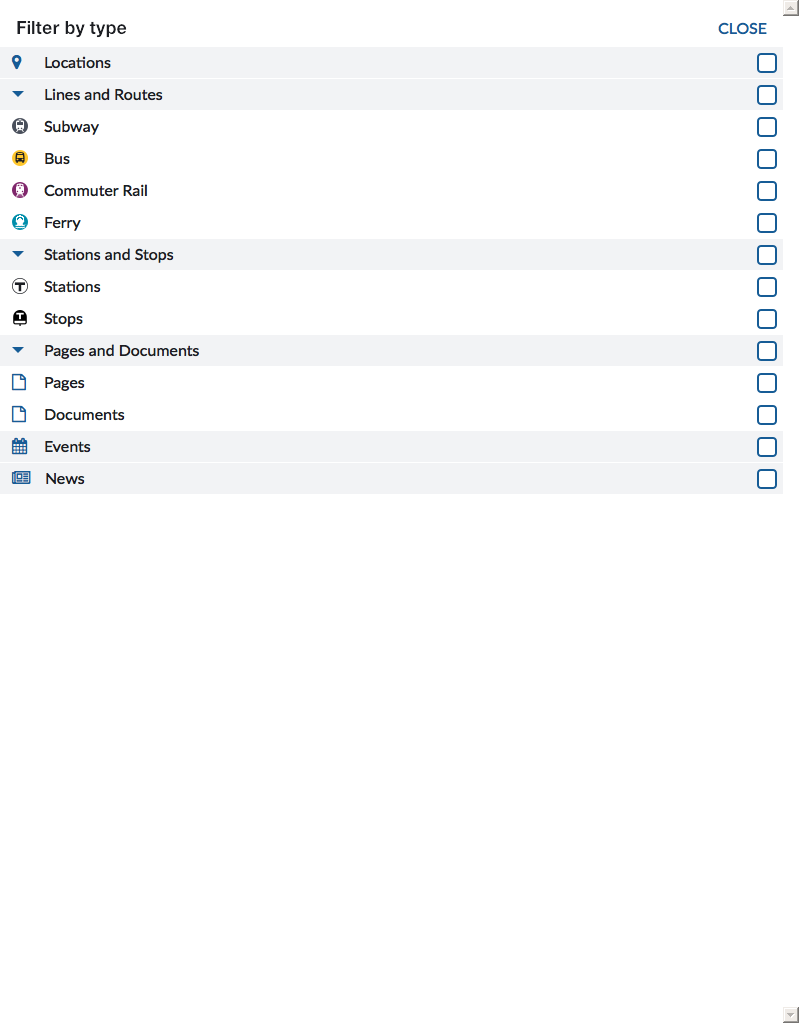 Filter by type
CLOSE
Locations
Lines and Routes
Subway
Bus
Commuter Rail
Ferry
Stations and Stops
Stations
Stops
Pages and Documents
Pages
Documents
Events
News